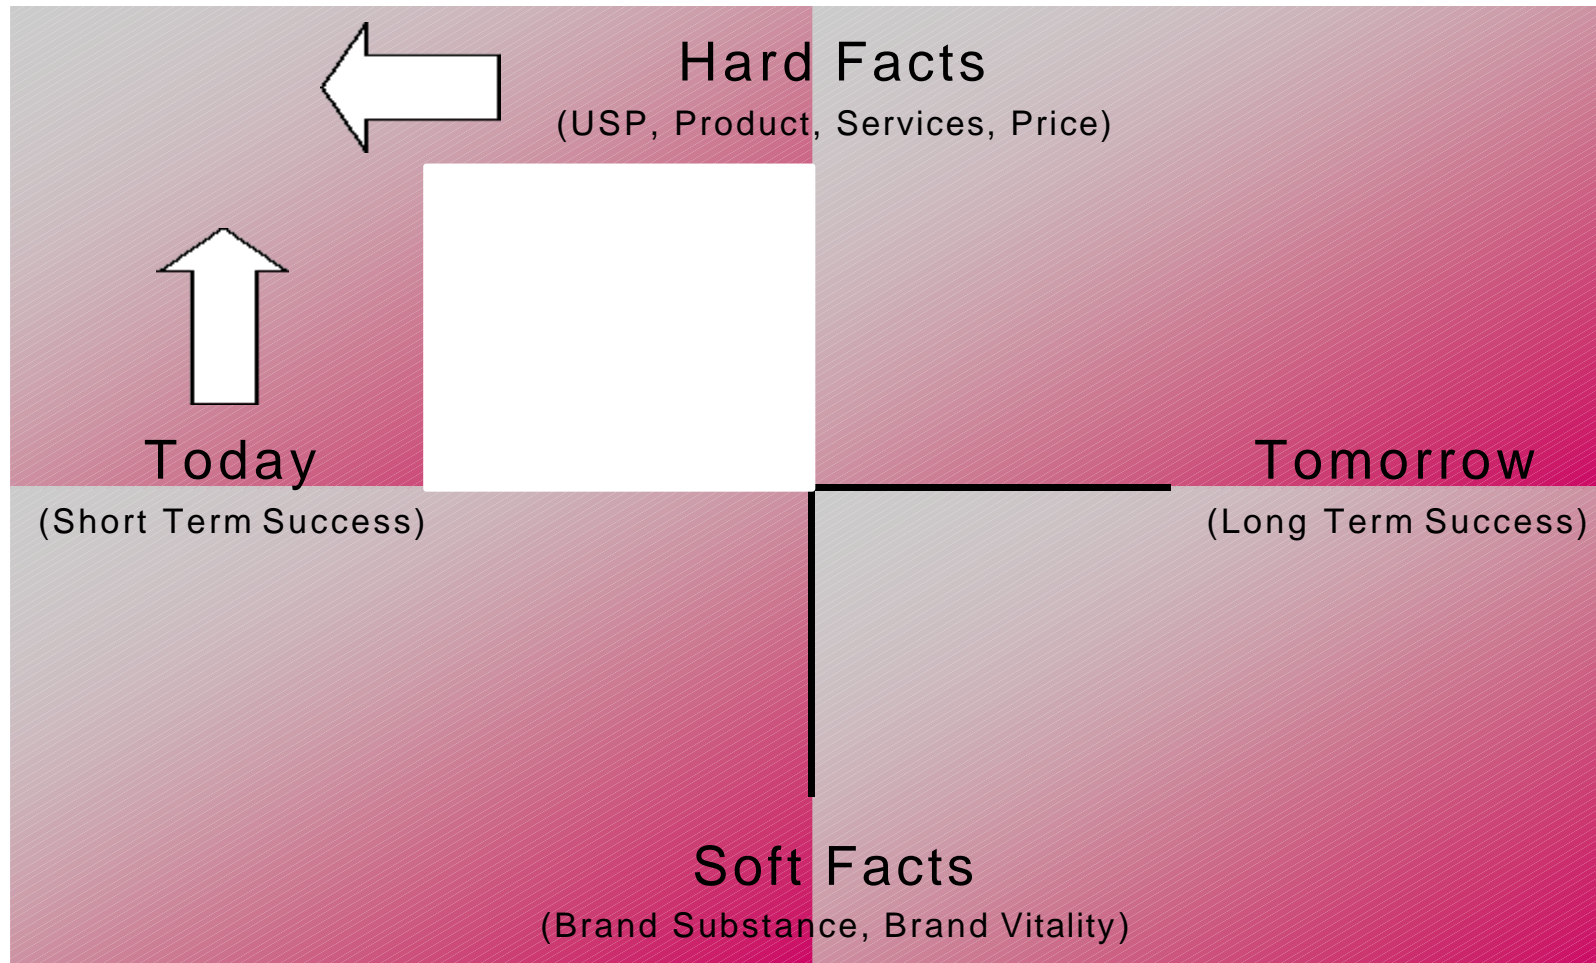 Hard Facts
(USP, Product, Services, Price)
Today
(Short Term Success)
Tomorrow
(Long Term Success)
Soft Facts
(Brand Substance, Brand Vitality)